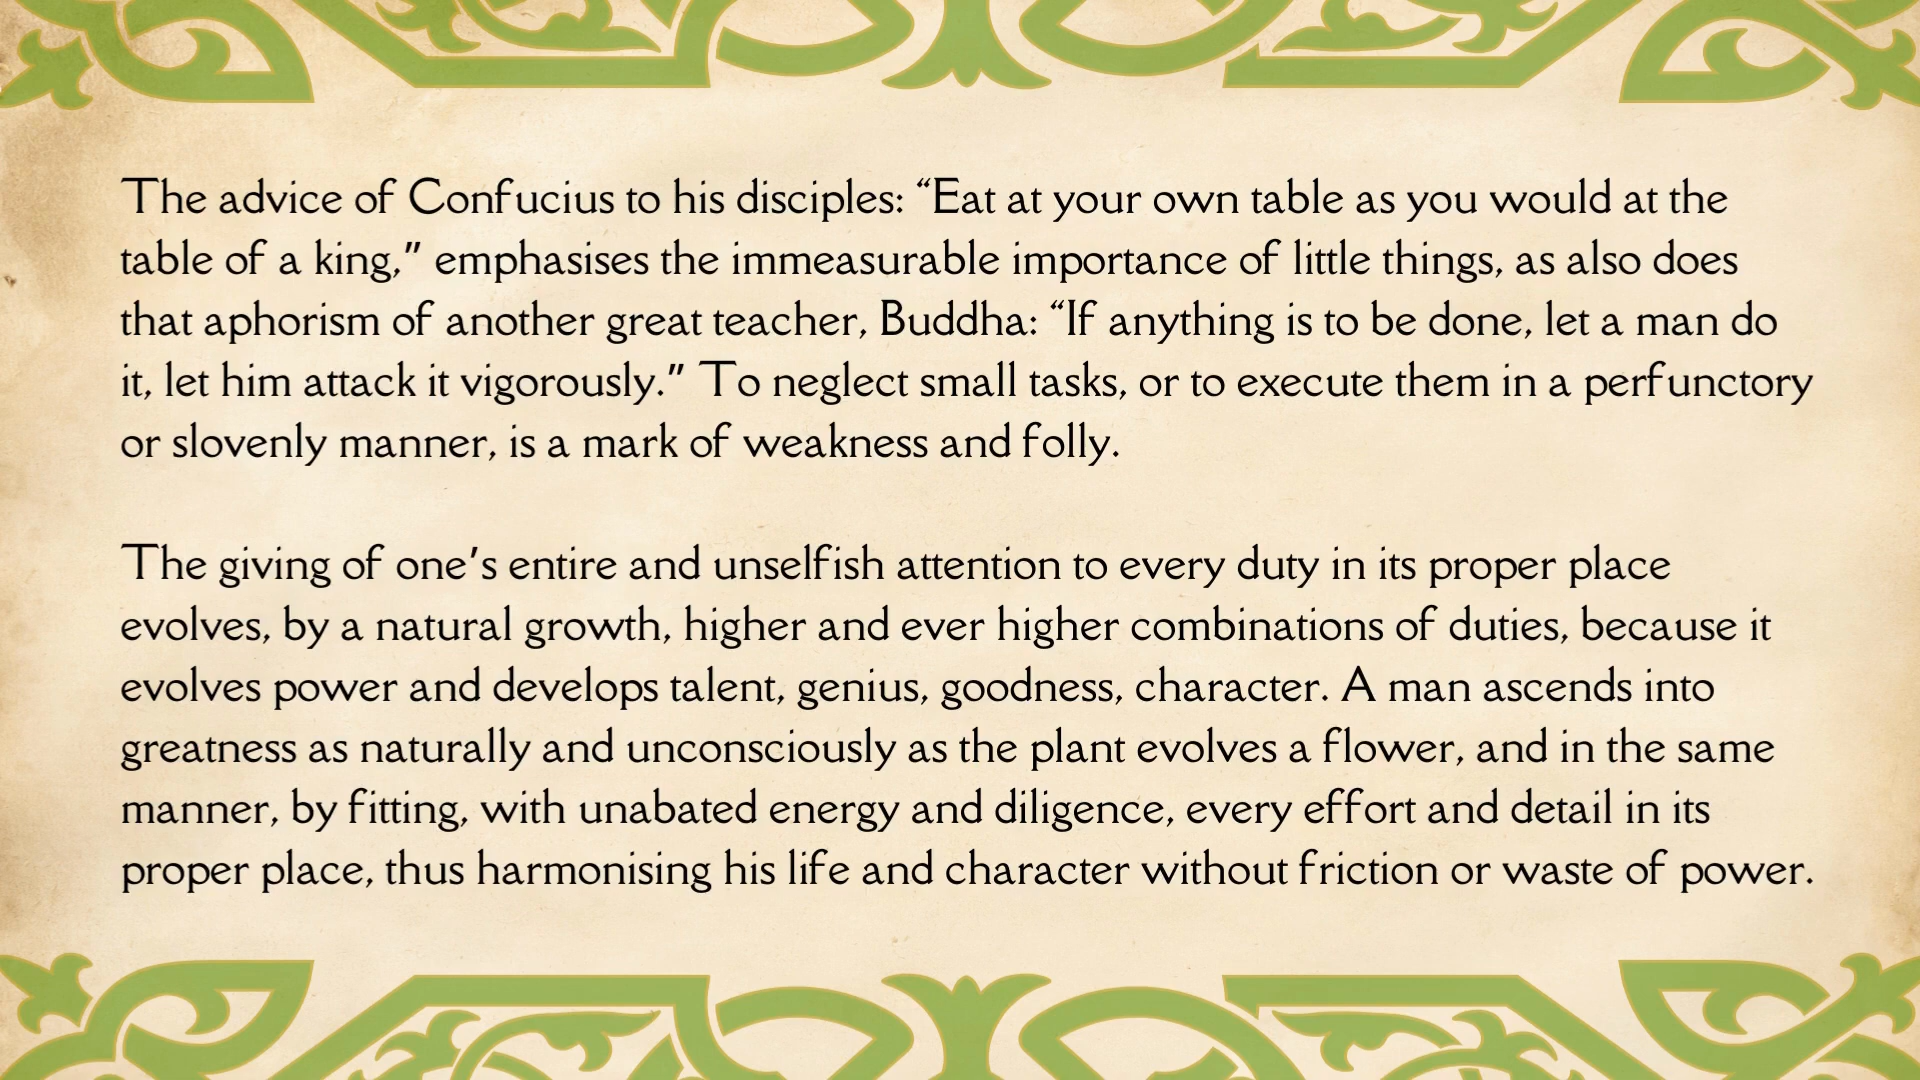 The advice of Confucius to his disciples: “Eat at your own table as you would at the
table of a king,” emphasises the immeasurable importance of little things, as also does
that aphorism of another great teacher, Buddha: “If anything is to be done, let a man do
it, let him attack it vigorously.” To neglect small tasks, or to execute them in a perfunctory
or slovenly manner, is a mark of weakness and folly.
The giving of one's entire and unselfish attention to every duty in its proper place
evolves, by a natural growth, higher and ever higher combinations of duties, because it
evolves power and develops talent, genius, goodness, character. A man ascends into
greatness as naturally and unconsciously as the plant evolves a flower, and in the same
manner, by fitting, with unabated energy and diligence, every effort and detail in its
proper place, thus harmonising his life and character without friction or waste of power.